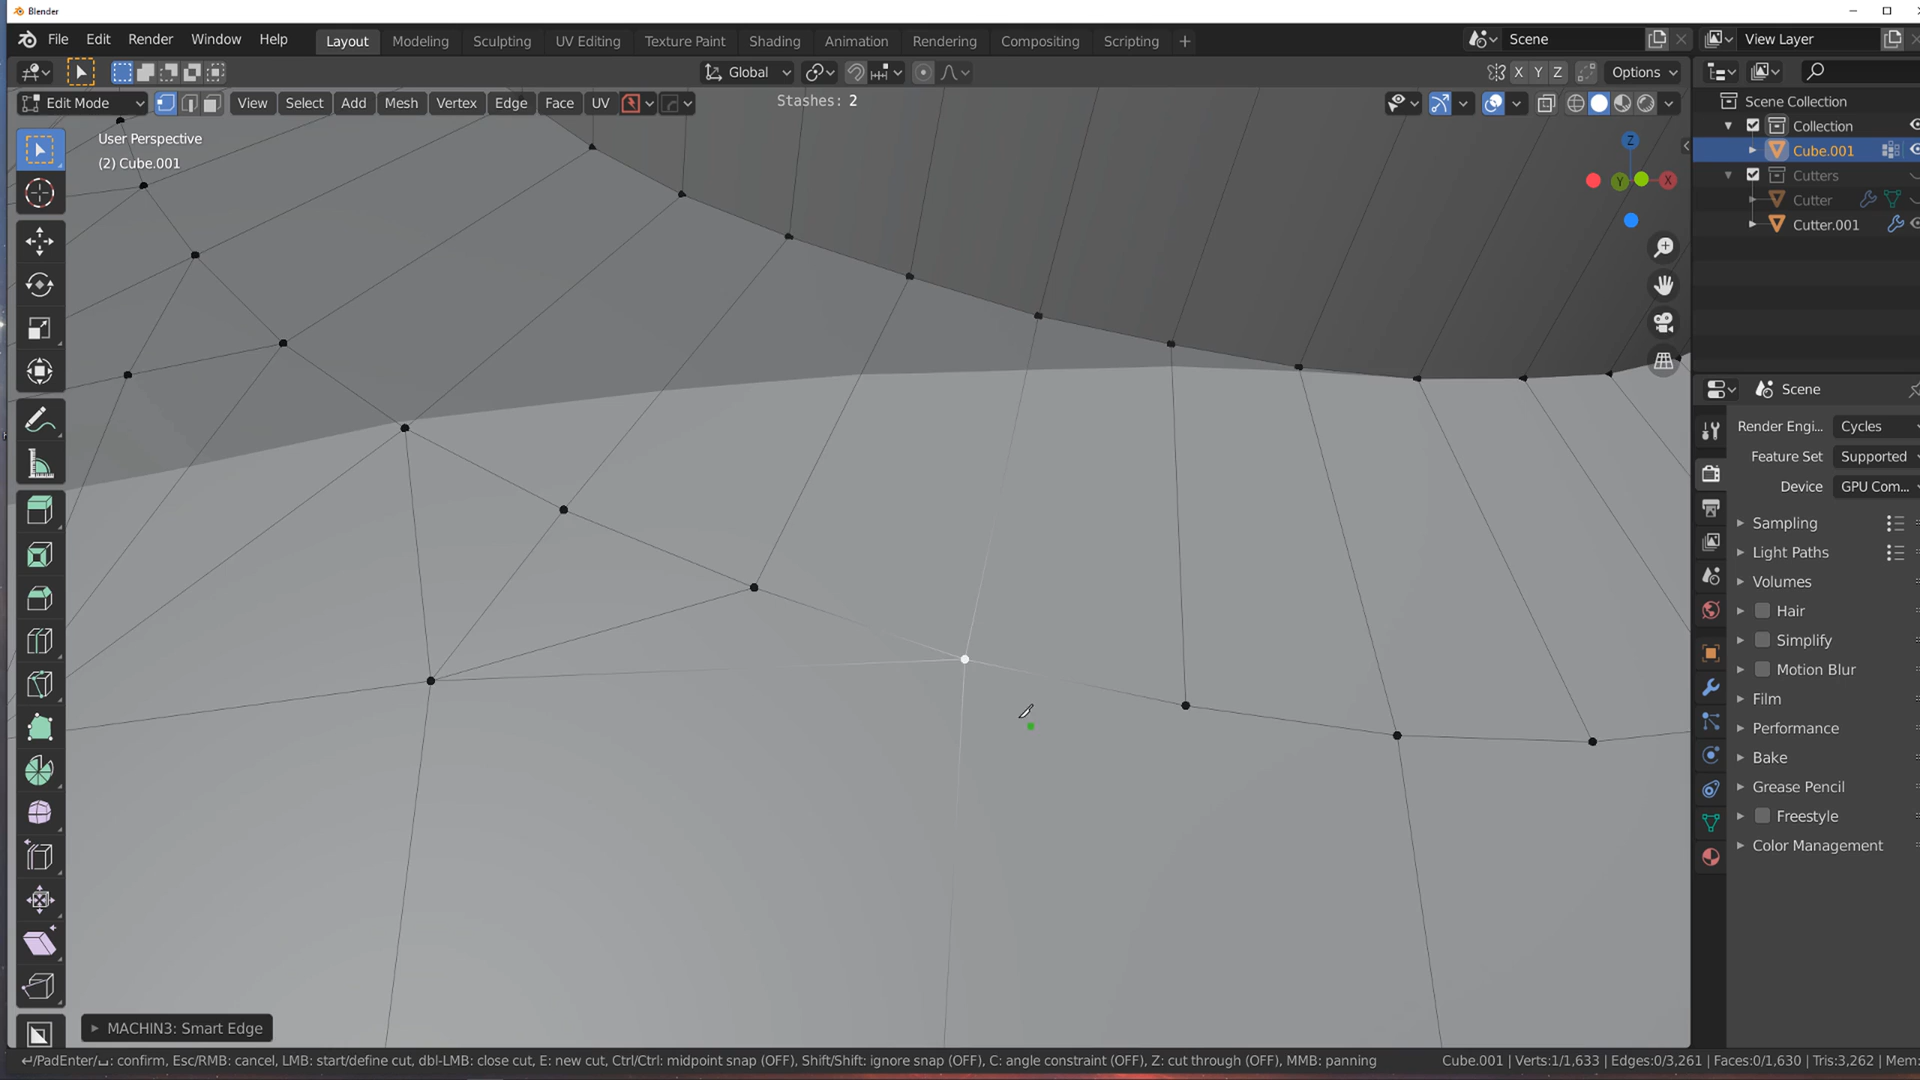 Blender
File Edit Render Window Help Layout Modeling Sculpting UV Editing Texture Paint Shading Animation Rendering Compositing Scripting + Scene View Layer
Global X Y Z Options
Edit Mode View Select Add Mesh Vertex Edge Face UV Stashes: 2
User Perspective
(2) Cube.001
Z
Y X
Scene Collection
Collection
Cube.001
Cutters
Cutter
Cutter.001
Scene
Render Engi... Cycles
Feature Set Supported
Device GPU Com...
Sampling
Light Paths
Volumes
Hair
Simplify
Motion Blur
Film
Performance
Bake
Grease Pencil
Freestyle
Color Management
MACHIN3: Smart Edge
↵/PadEnter/⎵: confirm, Esc/RMB: cancel, LMB: start/define cut, dbl-LMB: close cut, E: new cut, Ctrl/Ctrl: midpoint snap (OFF), Shift/Shift: ignore snap (OFF), C: angle constraint (OFF), Z: cut through (OFF), MMB: panning Cube.001 | Verts:1/1,633 | Edges:0/3,261 | Faces:0/1,630 | Tris:3,262 | Mem: